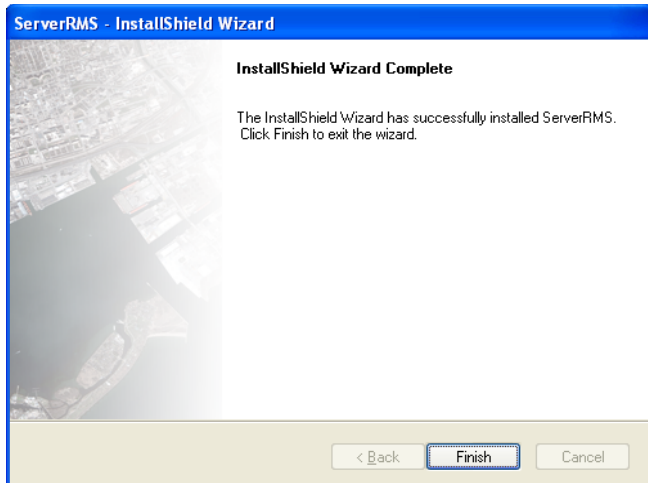 ServerRMS - InstallShield Wizard
InstallShield Wizard Complete
The InstallShield Wizard has successfully installed ServerRMS.
Click Finish to exit the wizard.
< Back
Finish
Cancel